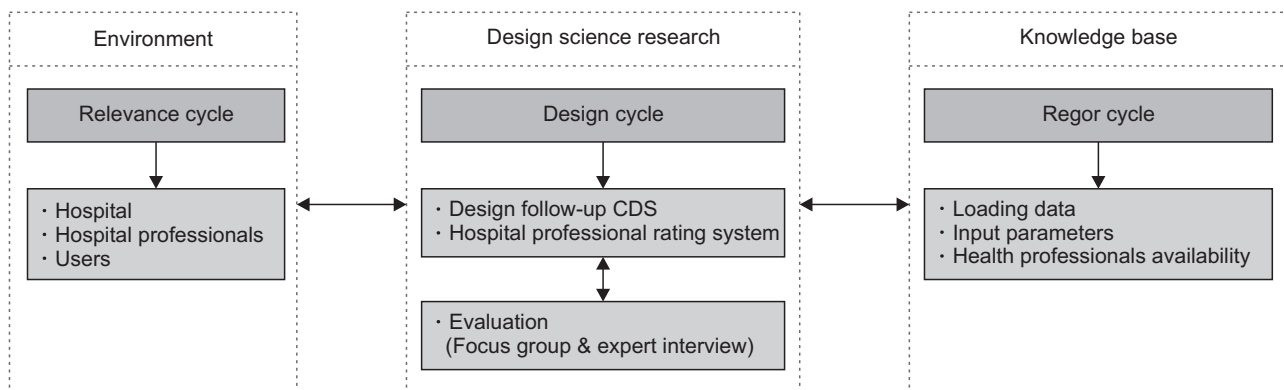 Environment
Relevance cycle
· Hospital
· Hospital professionals
· Users
Design science research
Design cycle
· Design follow-up CDS
· Hospital professional rating system
· Evaluation
(Focus group & expert interview)
Knowledge base
Regor cycle
· Loading data
· Input parameters
· Health professionals availability